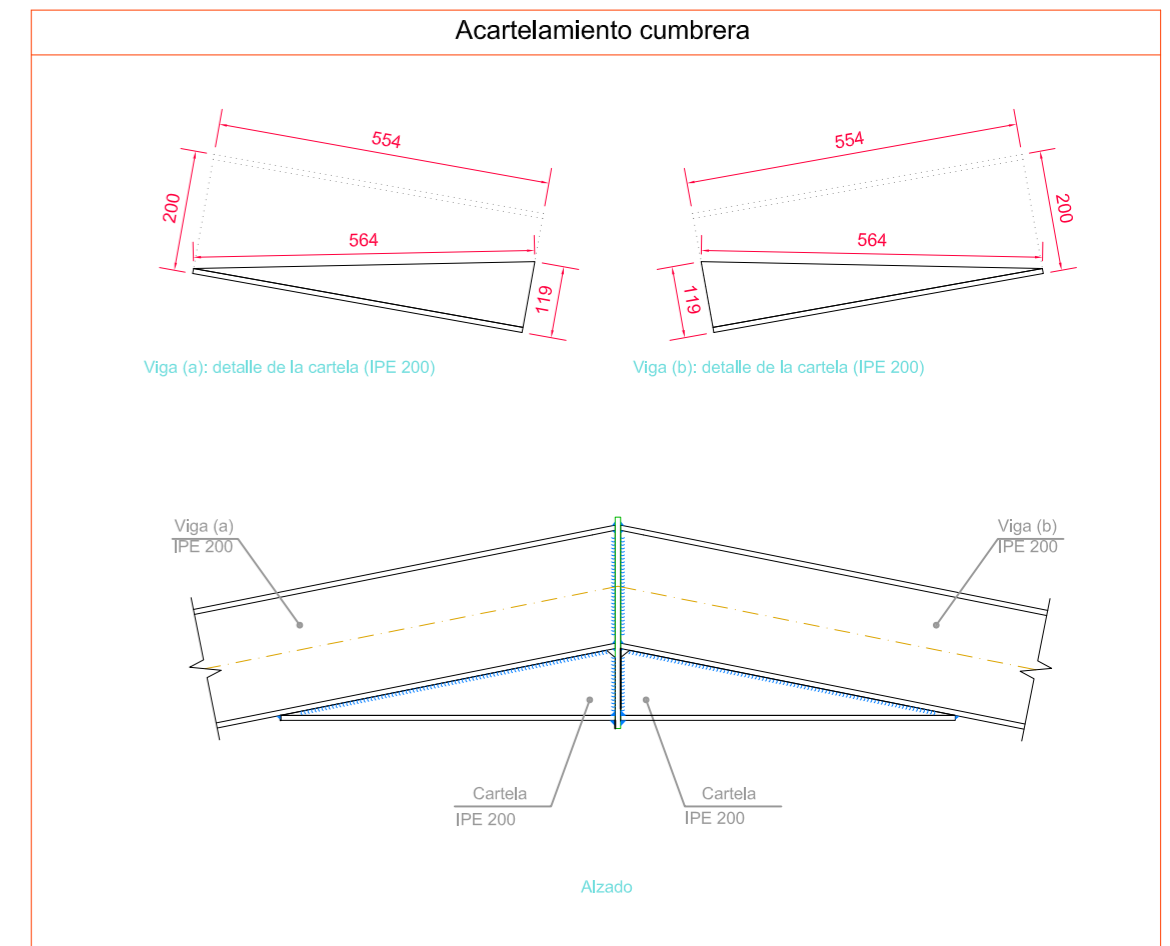 Acartelamiento cumbrera
554
554
200
200
564
564
119
119
Viga (a): detalle de la cartela (IPE 200)
Viga (b): detalle de la cartela (IPE 200)
Viga (a)
IPE 200
Viga (b)
IPE 200
Cartela
IPE 200
Cartela
IPE 200
Alzado